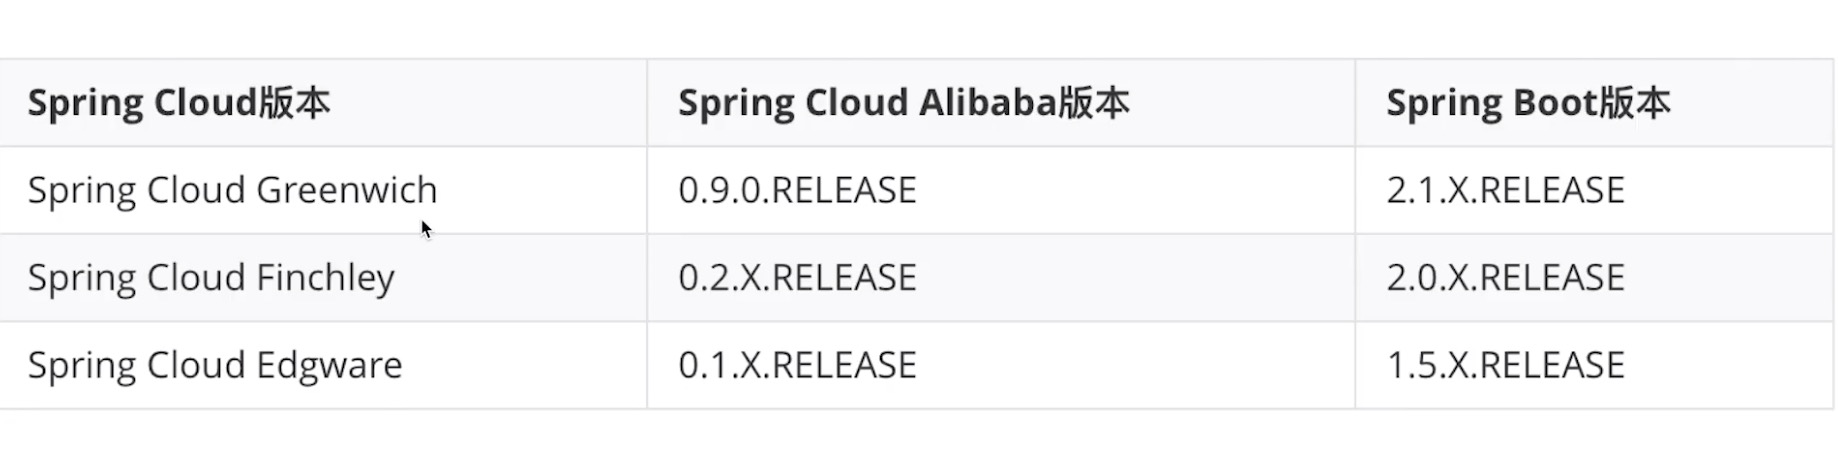 Spring Cloud版本 Spring Cloud Alibaba版本 Spring Boot版本
Spring Cloud Greenwich 0.9.0.RELEASE 2.1.X.RELEASE
Spring Cloud Finchley 0.2.X.RELEASE 2.0.X.RELEASE
Spring Cloud Edgware 0.1.X.RELEASE 1.5.X.RELEASE